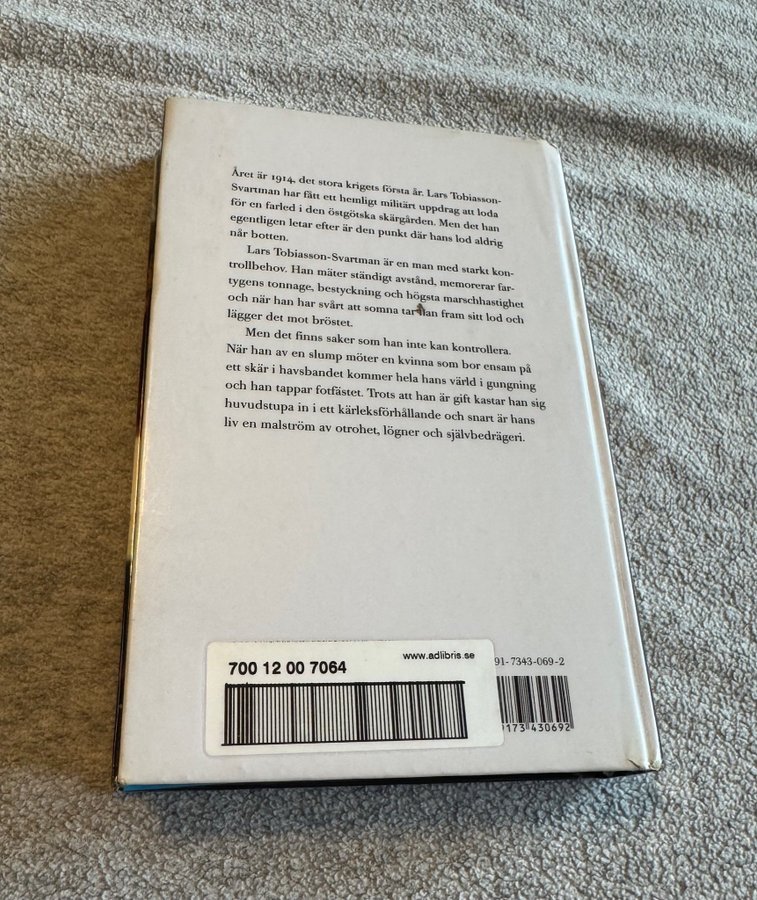 Året är 1914, det stora krigets första år. Lars Tobiasson-
Svartman har fått ett hemligt militärt uppdrag att loda
för en farled i den östgötska skärgården. Men det han
egentligen letar efter är den punkt där hans lod aldrig
når botten.
Lars Tobiasson-Svartman är en man med starkt kon-
trollbehov. Han mäter ständigt avstånd, memorerar far-
tygens tonnage, bestyckning och högsta marschhastighet
och när han har svårt att somna tar han fram sitt lod och
lägger det mot bröstet.
Men det finns saker som han inte kan kontrollera.
När han av en slump möter en kvinna som bor ensam på
ett skär i havsbandet kommer hela hans värld i gungning
och han tappar fotfästet. Trots att han är gift kastar han sig
huvudstupa in i ett kärleksförhållande och snart är hans
liv en malström av otrohet, lögner och självbedrägeri.
700 12 00 7064
www.adlibris.se
91-7343-069-2
173 430692